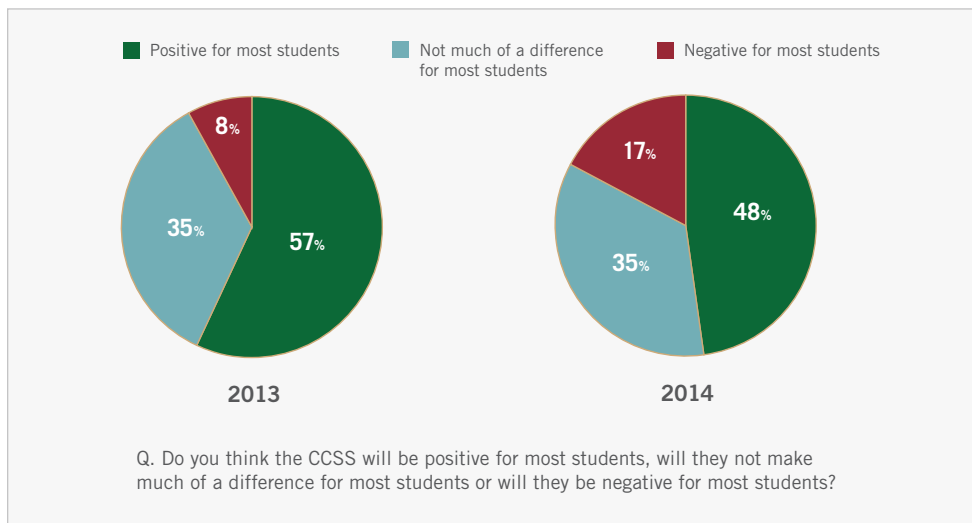 Positive for most students
Not much of a difference
for most students
Negative for most students
8%
35%
57%
17%
48%
35%
2013
2014
Q. Do you think the CCSS will be positive for most students, will they not make
much of a difference for most students or will they be negative for most students?